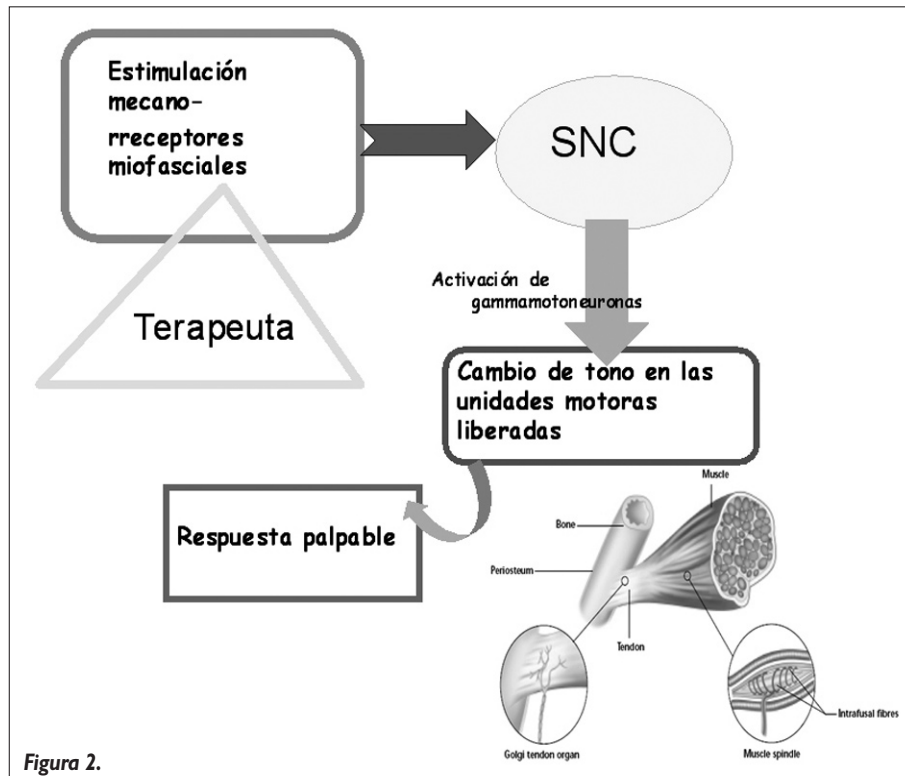 Estimulación
mecano-
rreceptores
miofasciales
SNC
Terapeuta
Activación de
gammamotoneuronas
Cambio de tono en las
unidades motoras
liberadas
Respuesta palpable
Muscle
Bone
Periosteum
Tendon
Intrafusal fibres
Golgi tendon organ
Muscle spindle
Figura 2.